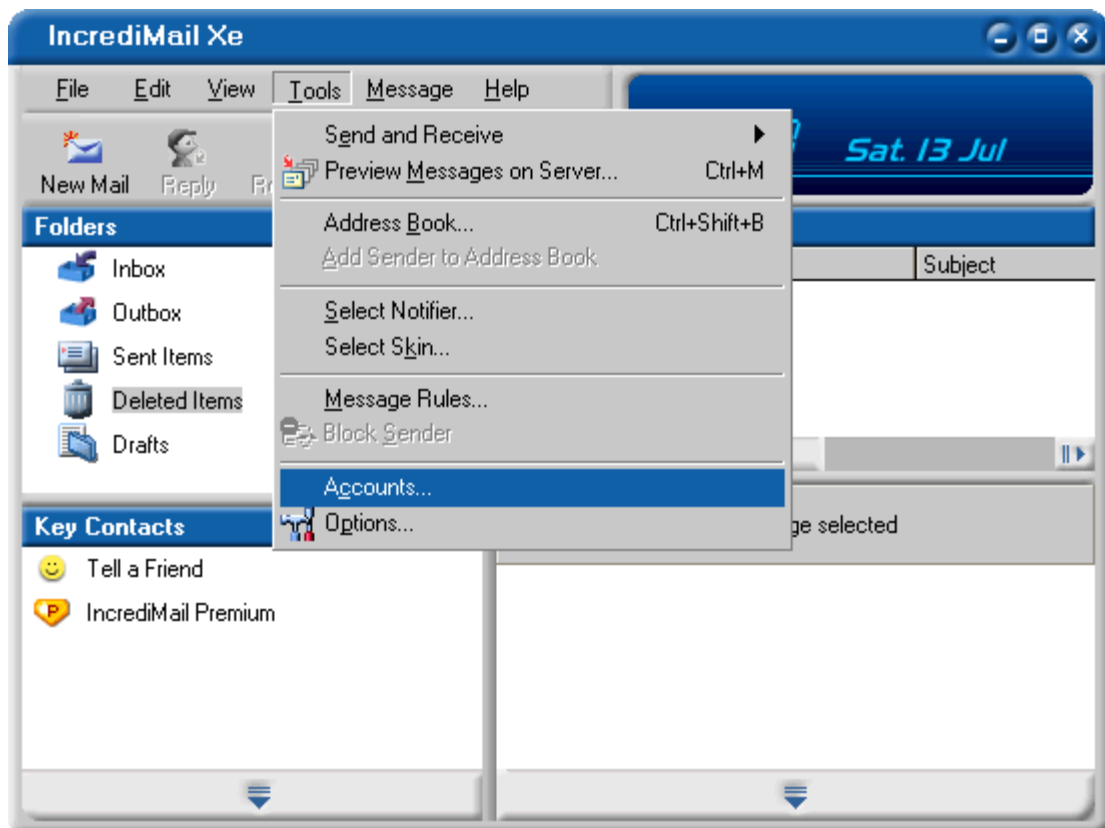 IncrediMail Xe
File Edit View Tools Message Help
Sat. 13 Jul
New Mail Reply
Send and Receive
Preview Messages on Server... Ctrl+M
Address Book... Ctrl+Shift+B
Add Sender to Address Book
Select Notifier...
Select Skin...
Message Rules...
Block Sender
Accounts...
Options...
Folders
Inbox
Outbox
Sent Items
Deleted Items
Drafts
Subject
selected
Key Contacts
Tell a Friend
P
IncrediMail Premium